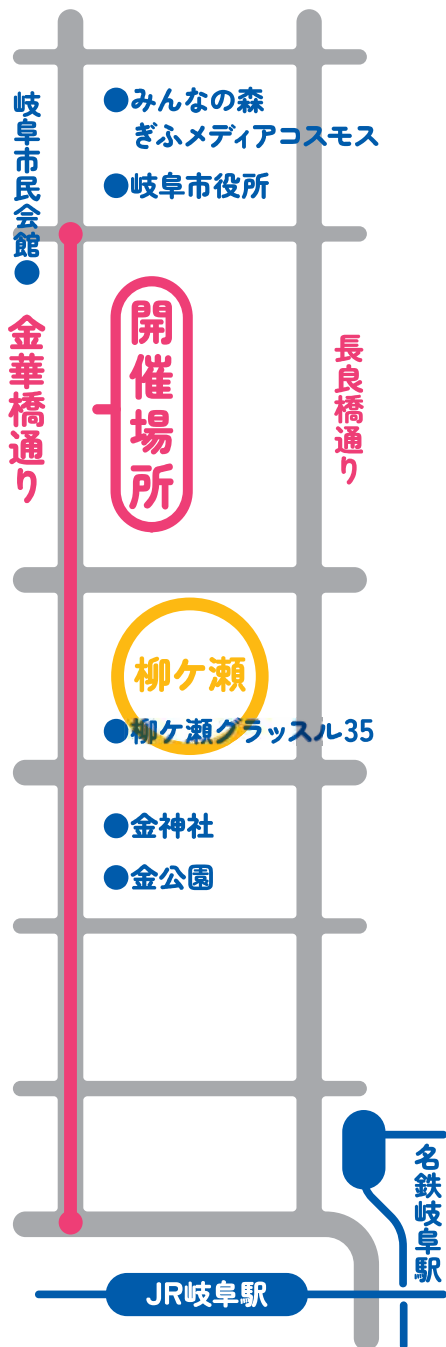 ●みんなの森
ぎふメディアコスモス
●岐阜市役所
岐阜市民会館●
開催場所
金華橋通り
長良橋通り
柳ケ瀬
●柳ケ瀬グラッスル35
●金神社
●金公園
名鉄岐阜駅
JR岐阜駅